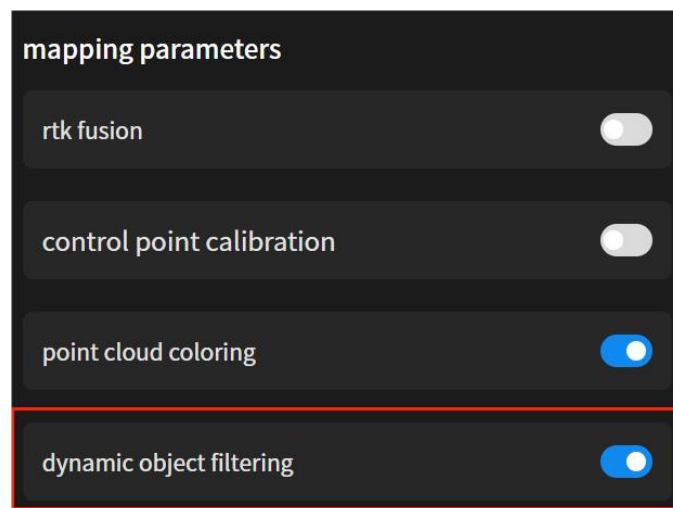 mapping parameters
rtk fusion
control point calibration
point cloud coloring
dynamic object filtering